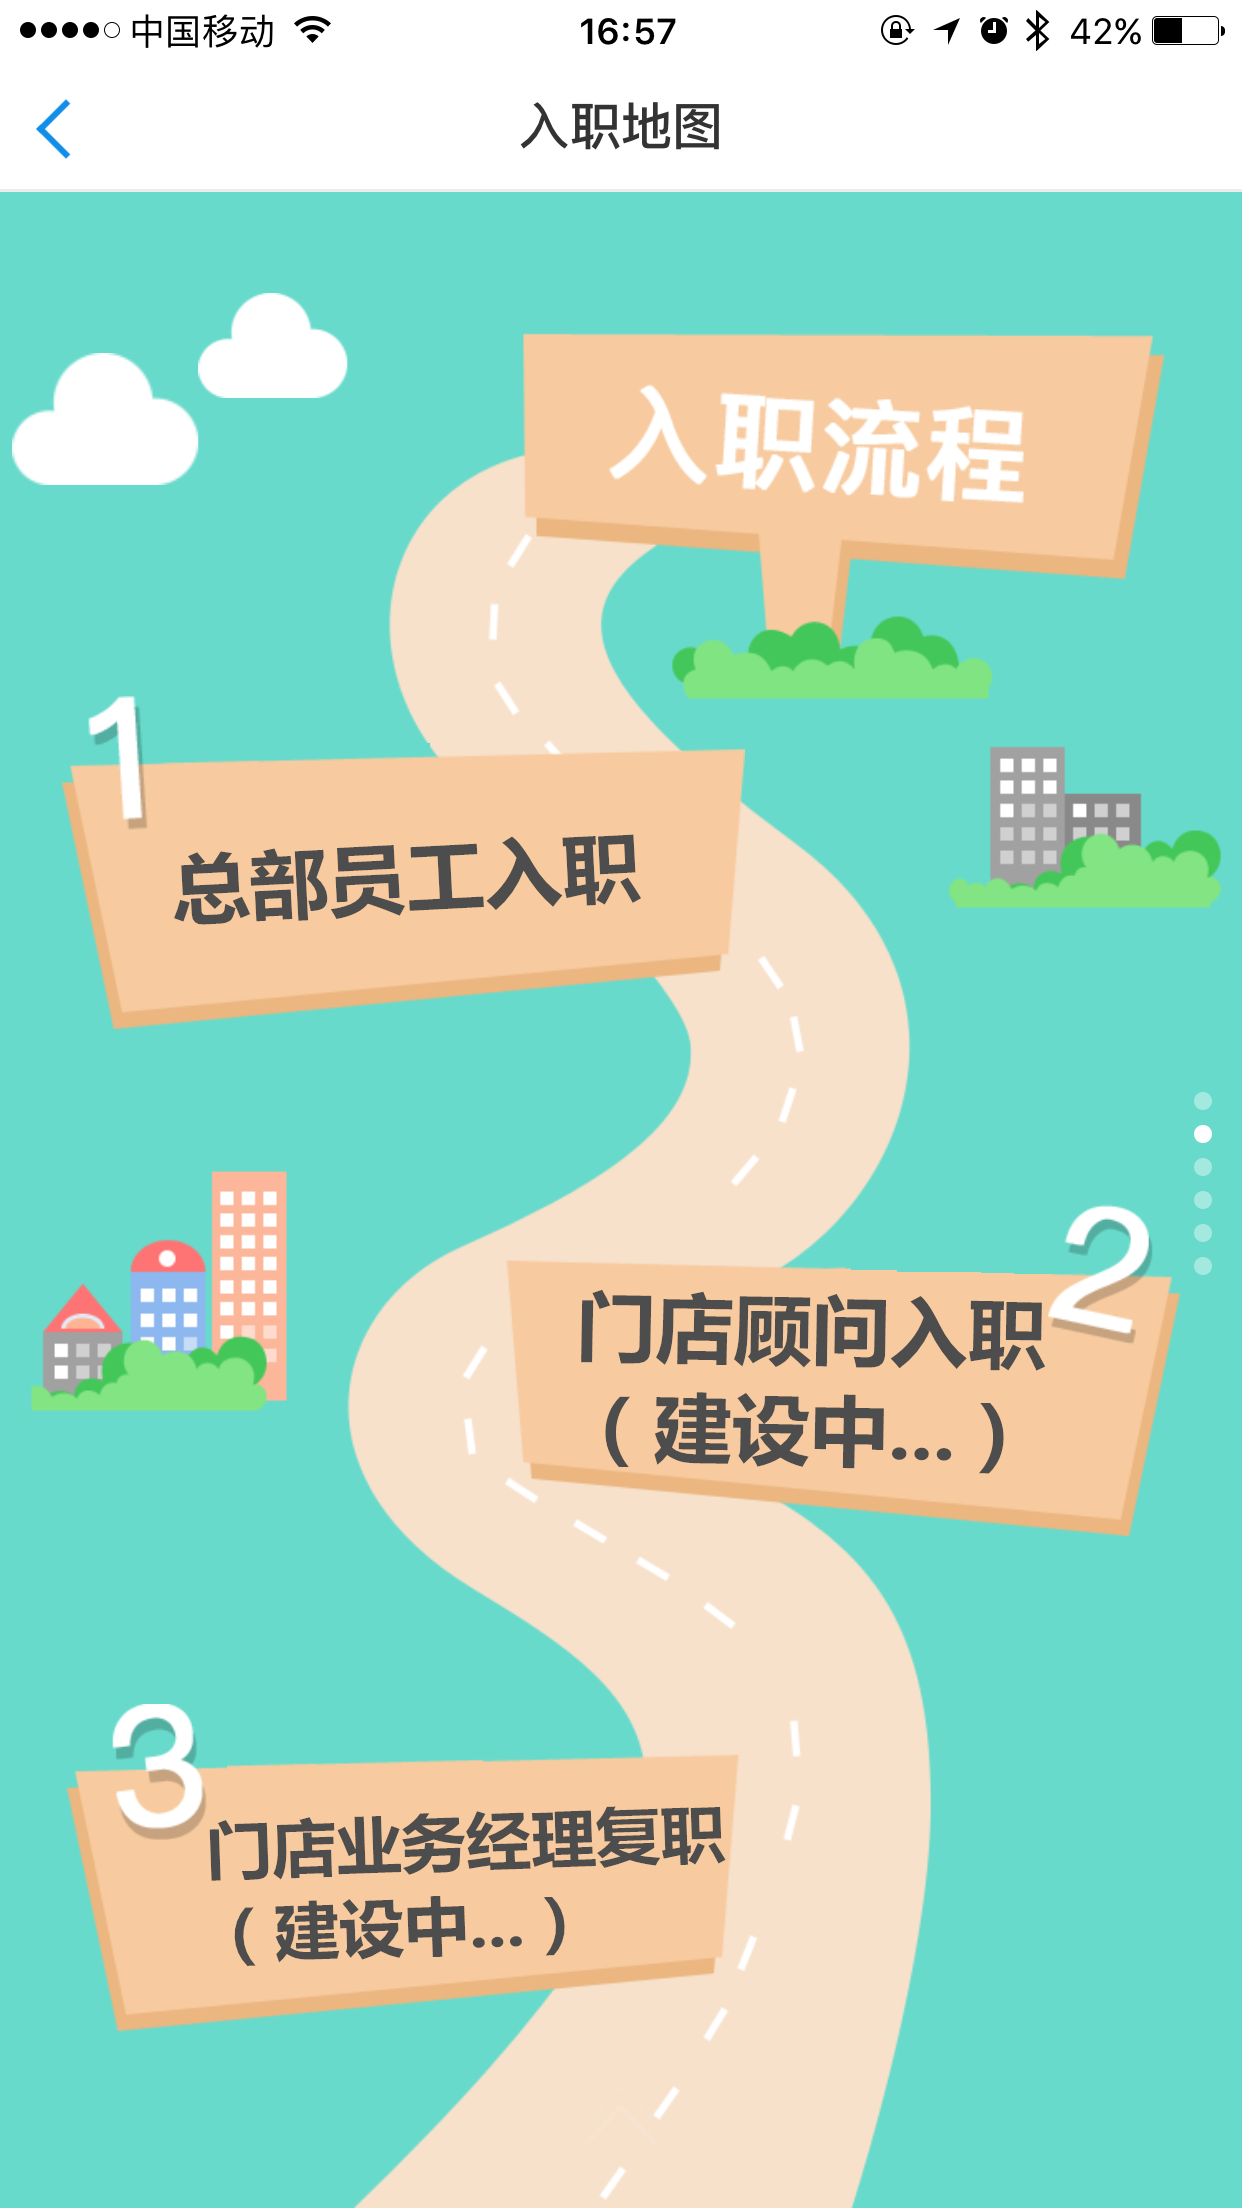 中国移动
16:57
42%
入职地图
入职流程
1
总部员工入职
2
门店顾问入职
（建设中...）
3
门店业务经理复职
（建设中...）